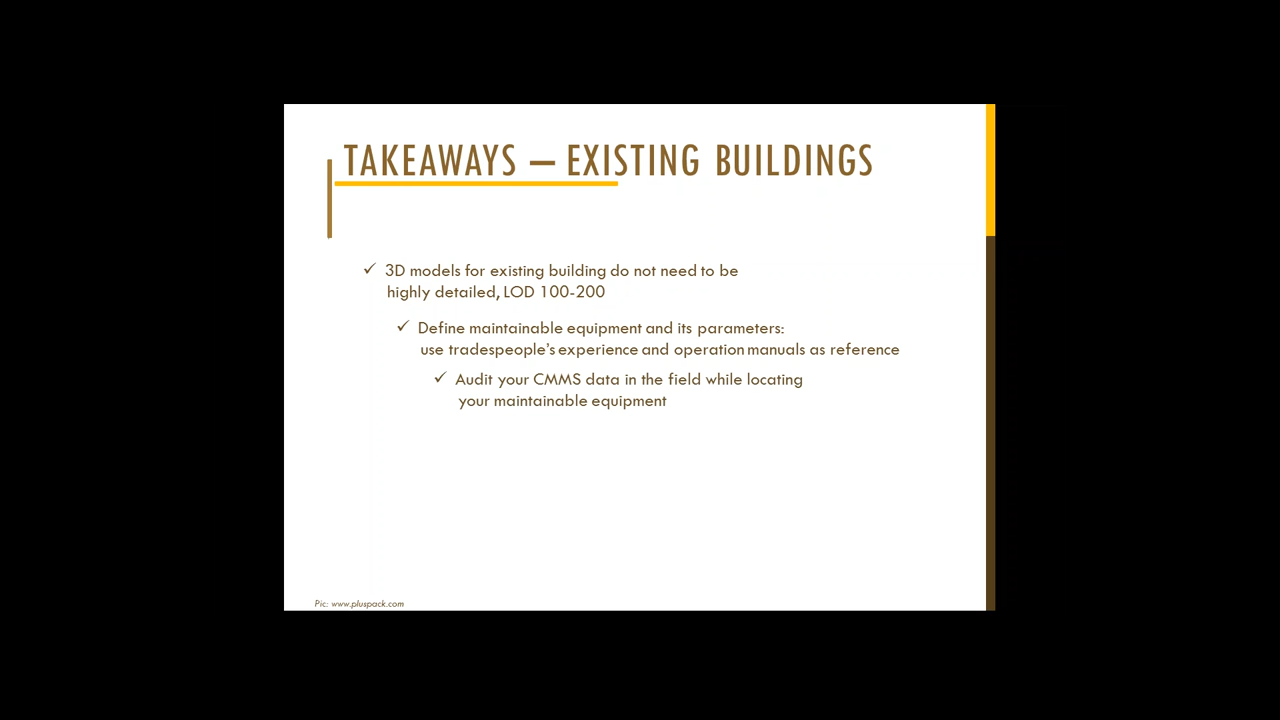 TAKEAWAYS – EXISTING BUILDINGS
✓ 3D models for existing building do not need to be
highly detailed, LOD 100-200
✓ Define maintainable equipment and its parameters:
use tradespeople's experience and operation manuals as reference
✓ Audit your CMMS data in the field while locating
your maintainable equipment
Pic: www.pluspack.com